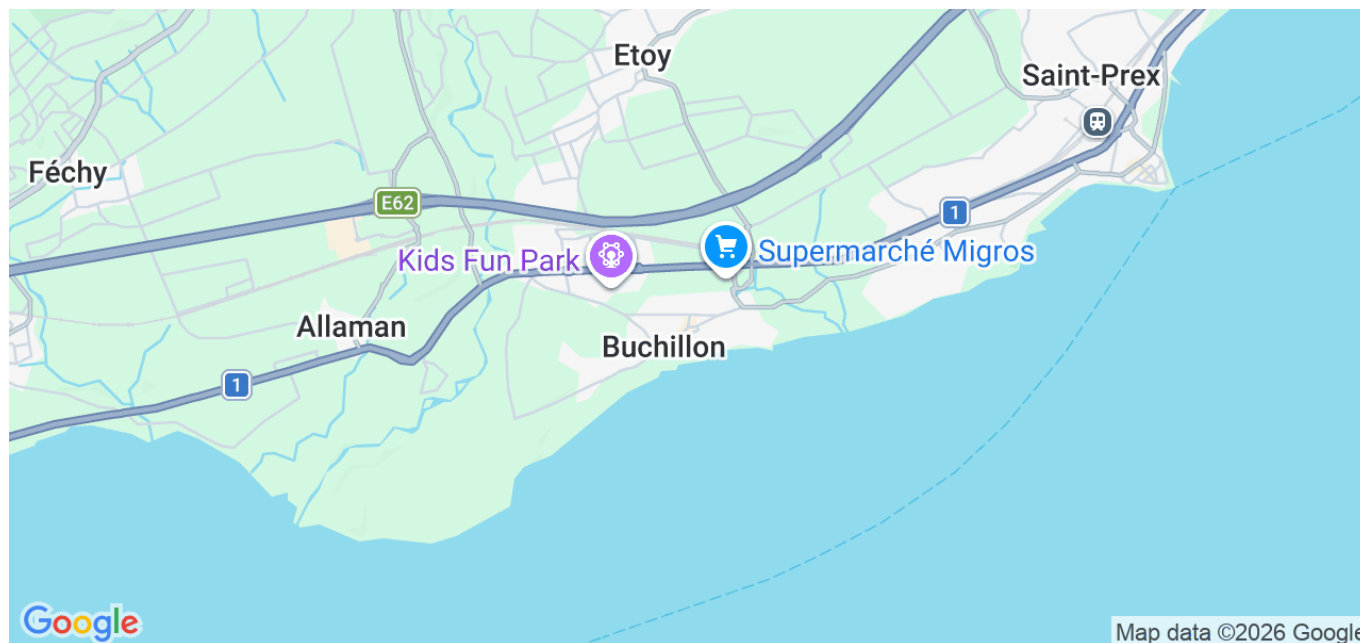 Etoy
Saint-Prex
Féchy
E62
1
Kids Fun Park
Supermarché Migros
Allaman
Buchillon
1
Google
Map data ©2026 Google